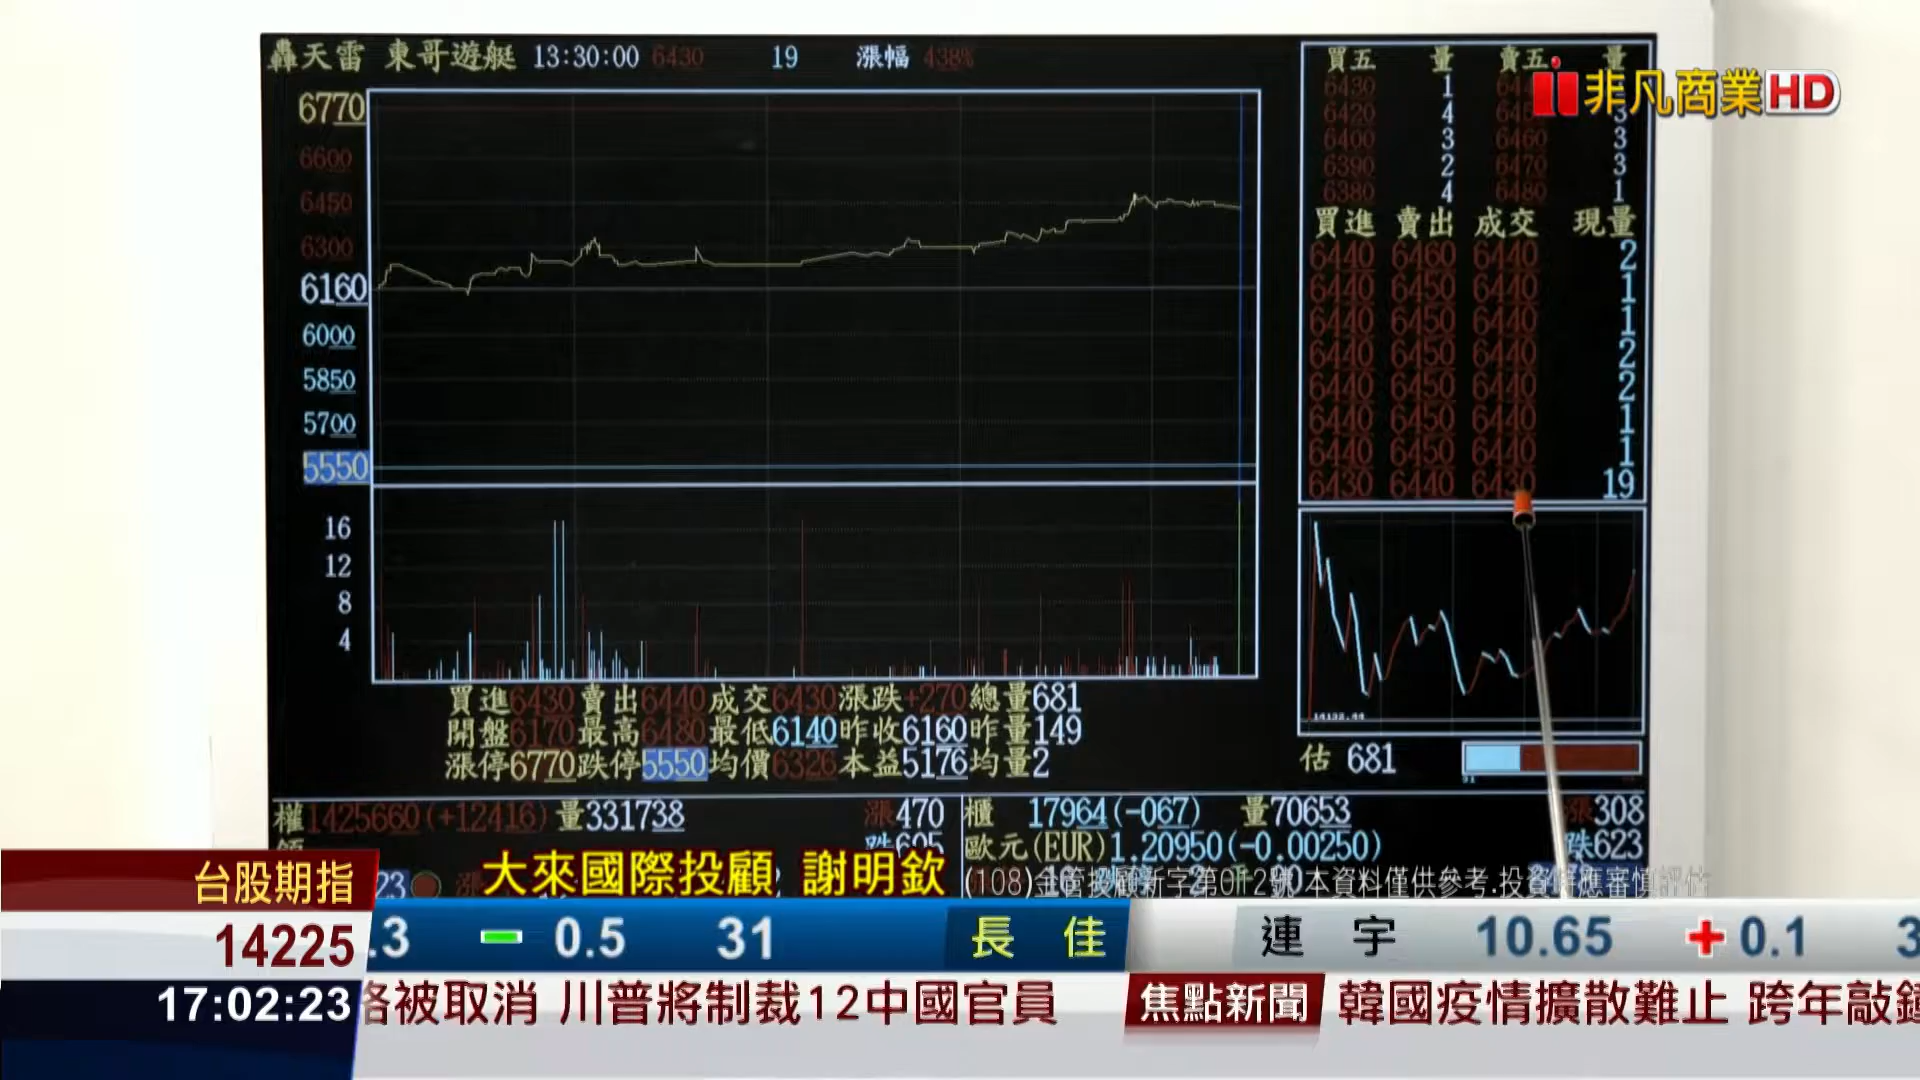 轟天雷 東哥遊艇 13:30:00 6430 19 漲幅 438%
6770
6600
6450
6300
6160
6000
5850
5700
5550
16
12
8
4
買五 量 賣五 量
6430 1
6420 4
6400 3 6460 3
6390 2 6470 3
6380 4 6480 1
買進 賣出 成交 現量
6440 6460 6440 2
6440 6450 6440 1
6440 6450 6440 1
6440 6450 6440 2
6440 6450 6440 2
6440 6450 6440 1
6440 6450 6440 1
6430 6440 6430 19
非凡商業HD
買進6430賣出6440成交6430漲跌+270總量681
開盤6170最高6480最低6140昨收6160昨量149
漲停6770跌停5550均價6326本益5176均量2
估 681
權1425660(+12416)量331738 漲470
櫃 17964(-067) 量70653 漲308
跌605
歐元(EUR)1.20950(-0.00250) 跌623
大來國際投顧 謝明欽
台股期指
14225
17:02:23
.3 0.5 31 長 佳
連 宇 10.65 +0.1 3
被取消 川普將制裁12中國官員
焦點新聞 韓國疫情擴散難止 跨年敲